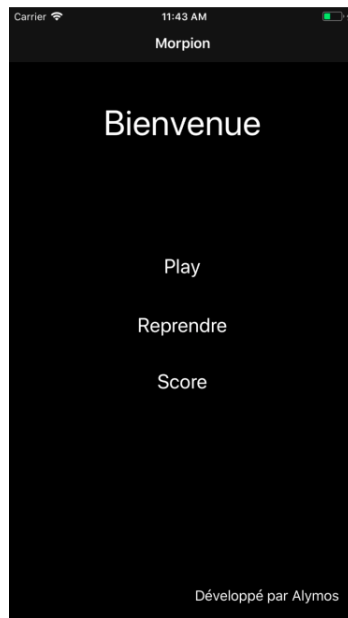 Carrier 11:43 AM
Morpion
Bienvenue
Play
Reprendre
Score
Développé par Alymos